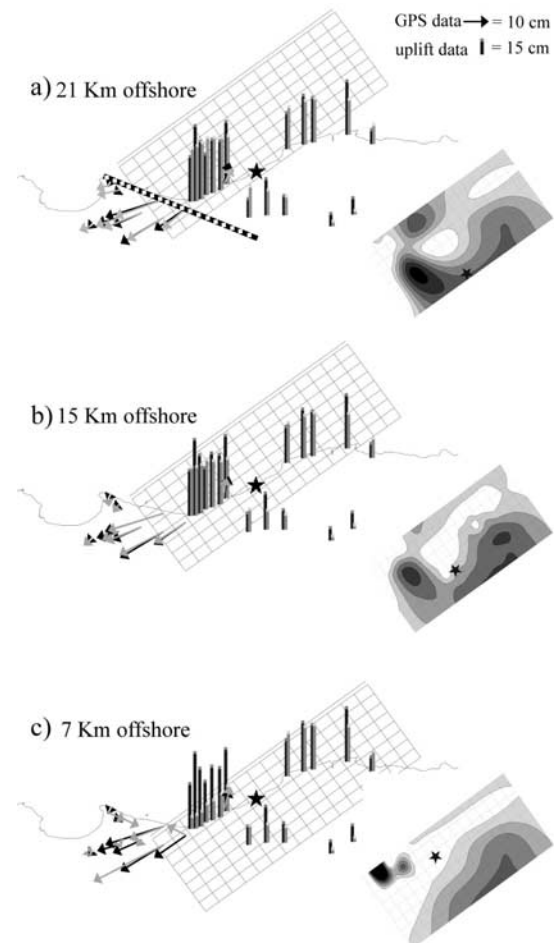 GPS data = 10 cm
uplift data = 15 cm
a) 21 Km offshore
b) 15 Km offshore
c) 7 Km offshore